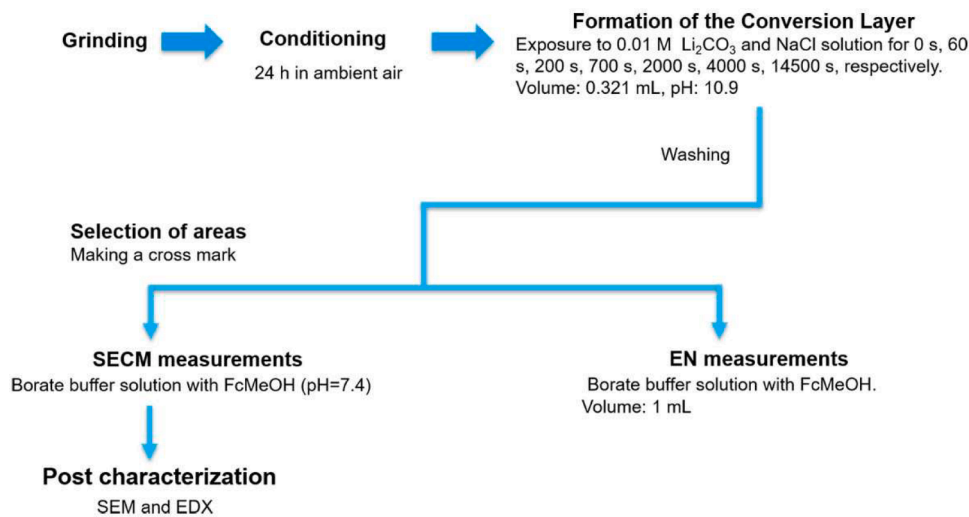 Grinding
Conditioning
24 h in ambient air
Formation of the Conversion Layer
Exposure to 0.01 M Li₂CO₃ and NaCl solution for 0 s, 60
s, 200 s, 700 s, 2000 s, 4000 s, 14500 s, respectively.
Volume: 0.321 mL, pH: 10.9
Washing
Selection of areas
Making a cross mark
SECM measurements
Borate buffer solution with FcMeOH (pH=7.4)
EN measurements
Borate buffer solution with FcMeOH.
Volume: 1 mL
Post characterization
SEM and EDX